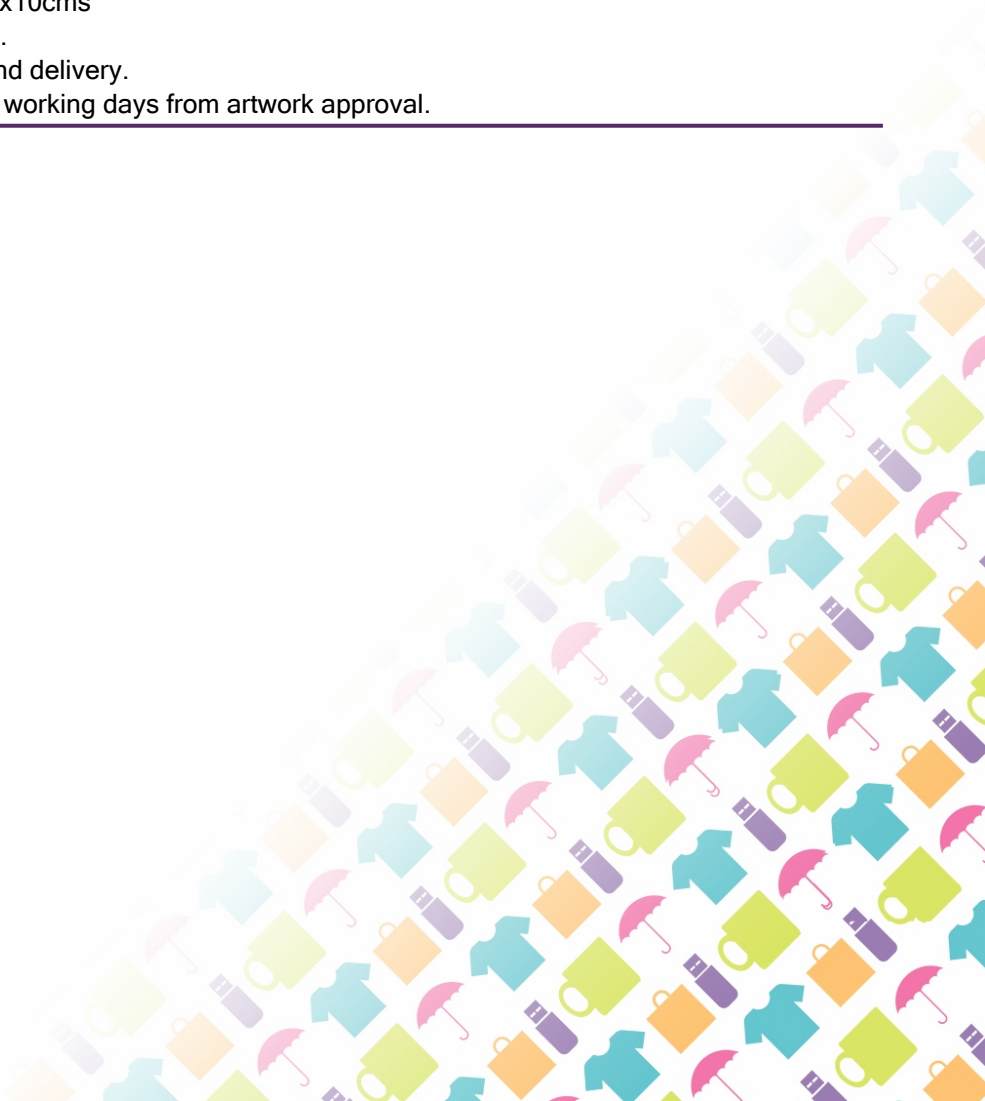 x10cms
.
nd delivery.
working days from artwork approval.